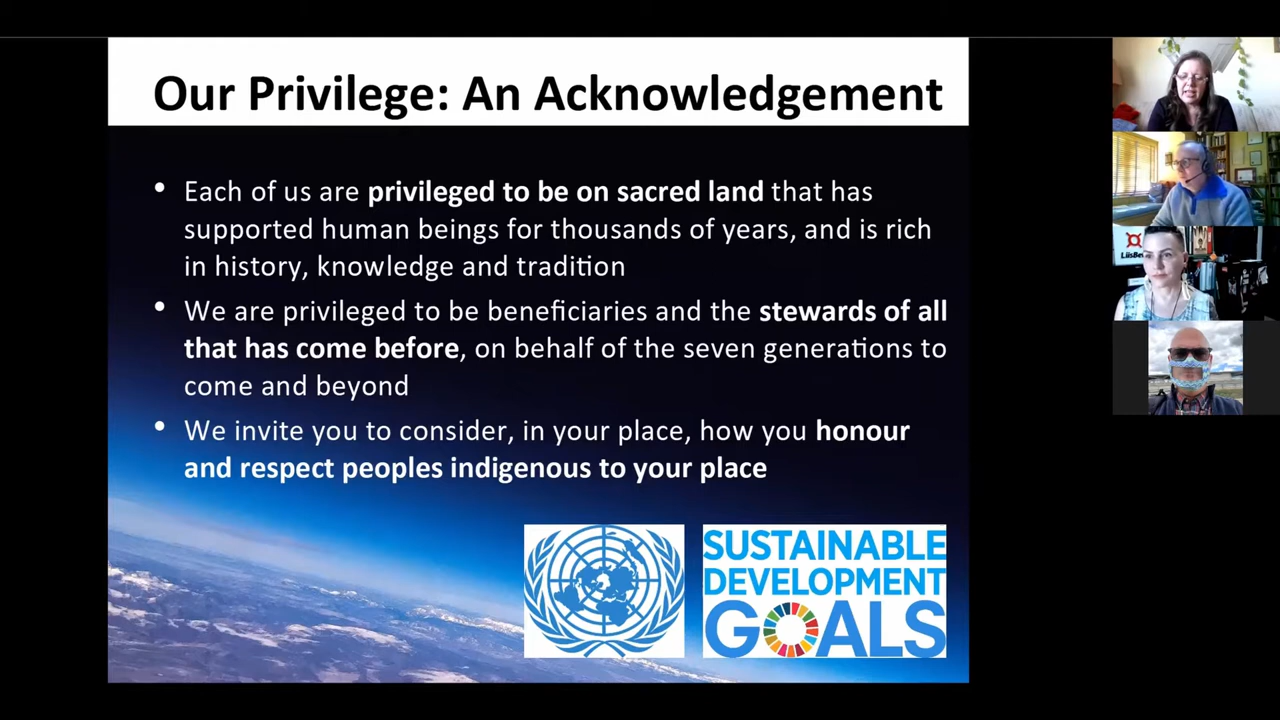 Our Privilege: An Acknowledgement
• Each of us are privileged to be on sacred land that has
supported human beings for thousands of years, and is rich
in history, knowledge and tradition
• We are privileged to be beneficiaries and the stewards of all
that has come before, on behalf of the seven generations to
come and beyond
• We invite you to consider, in your place, how you honour
and respect peoples indigenous to your place
SUSTAINABLE
DEVELOPMENT
GOALS